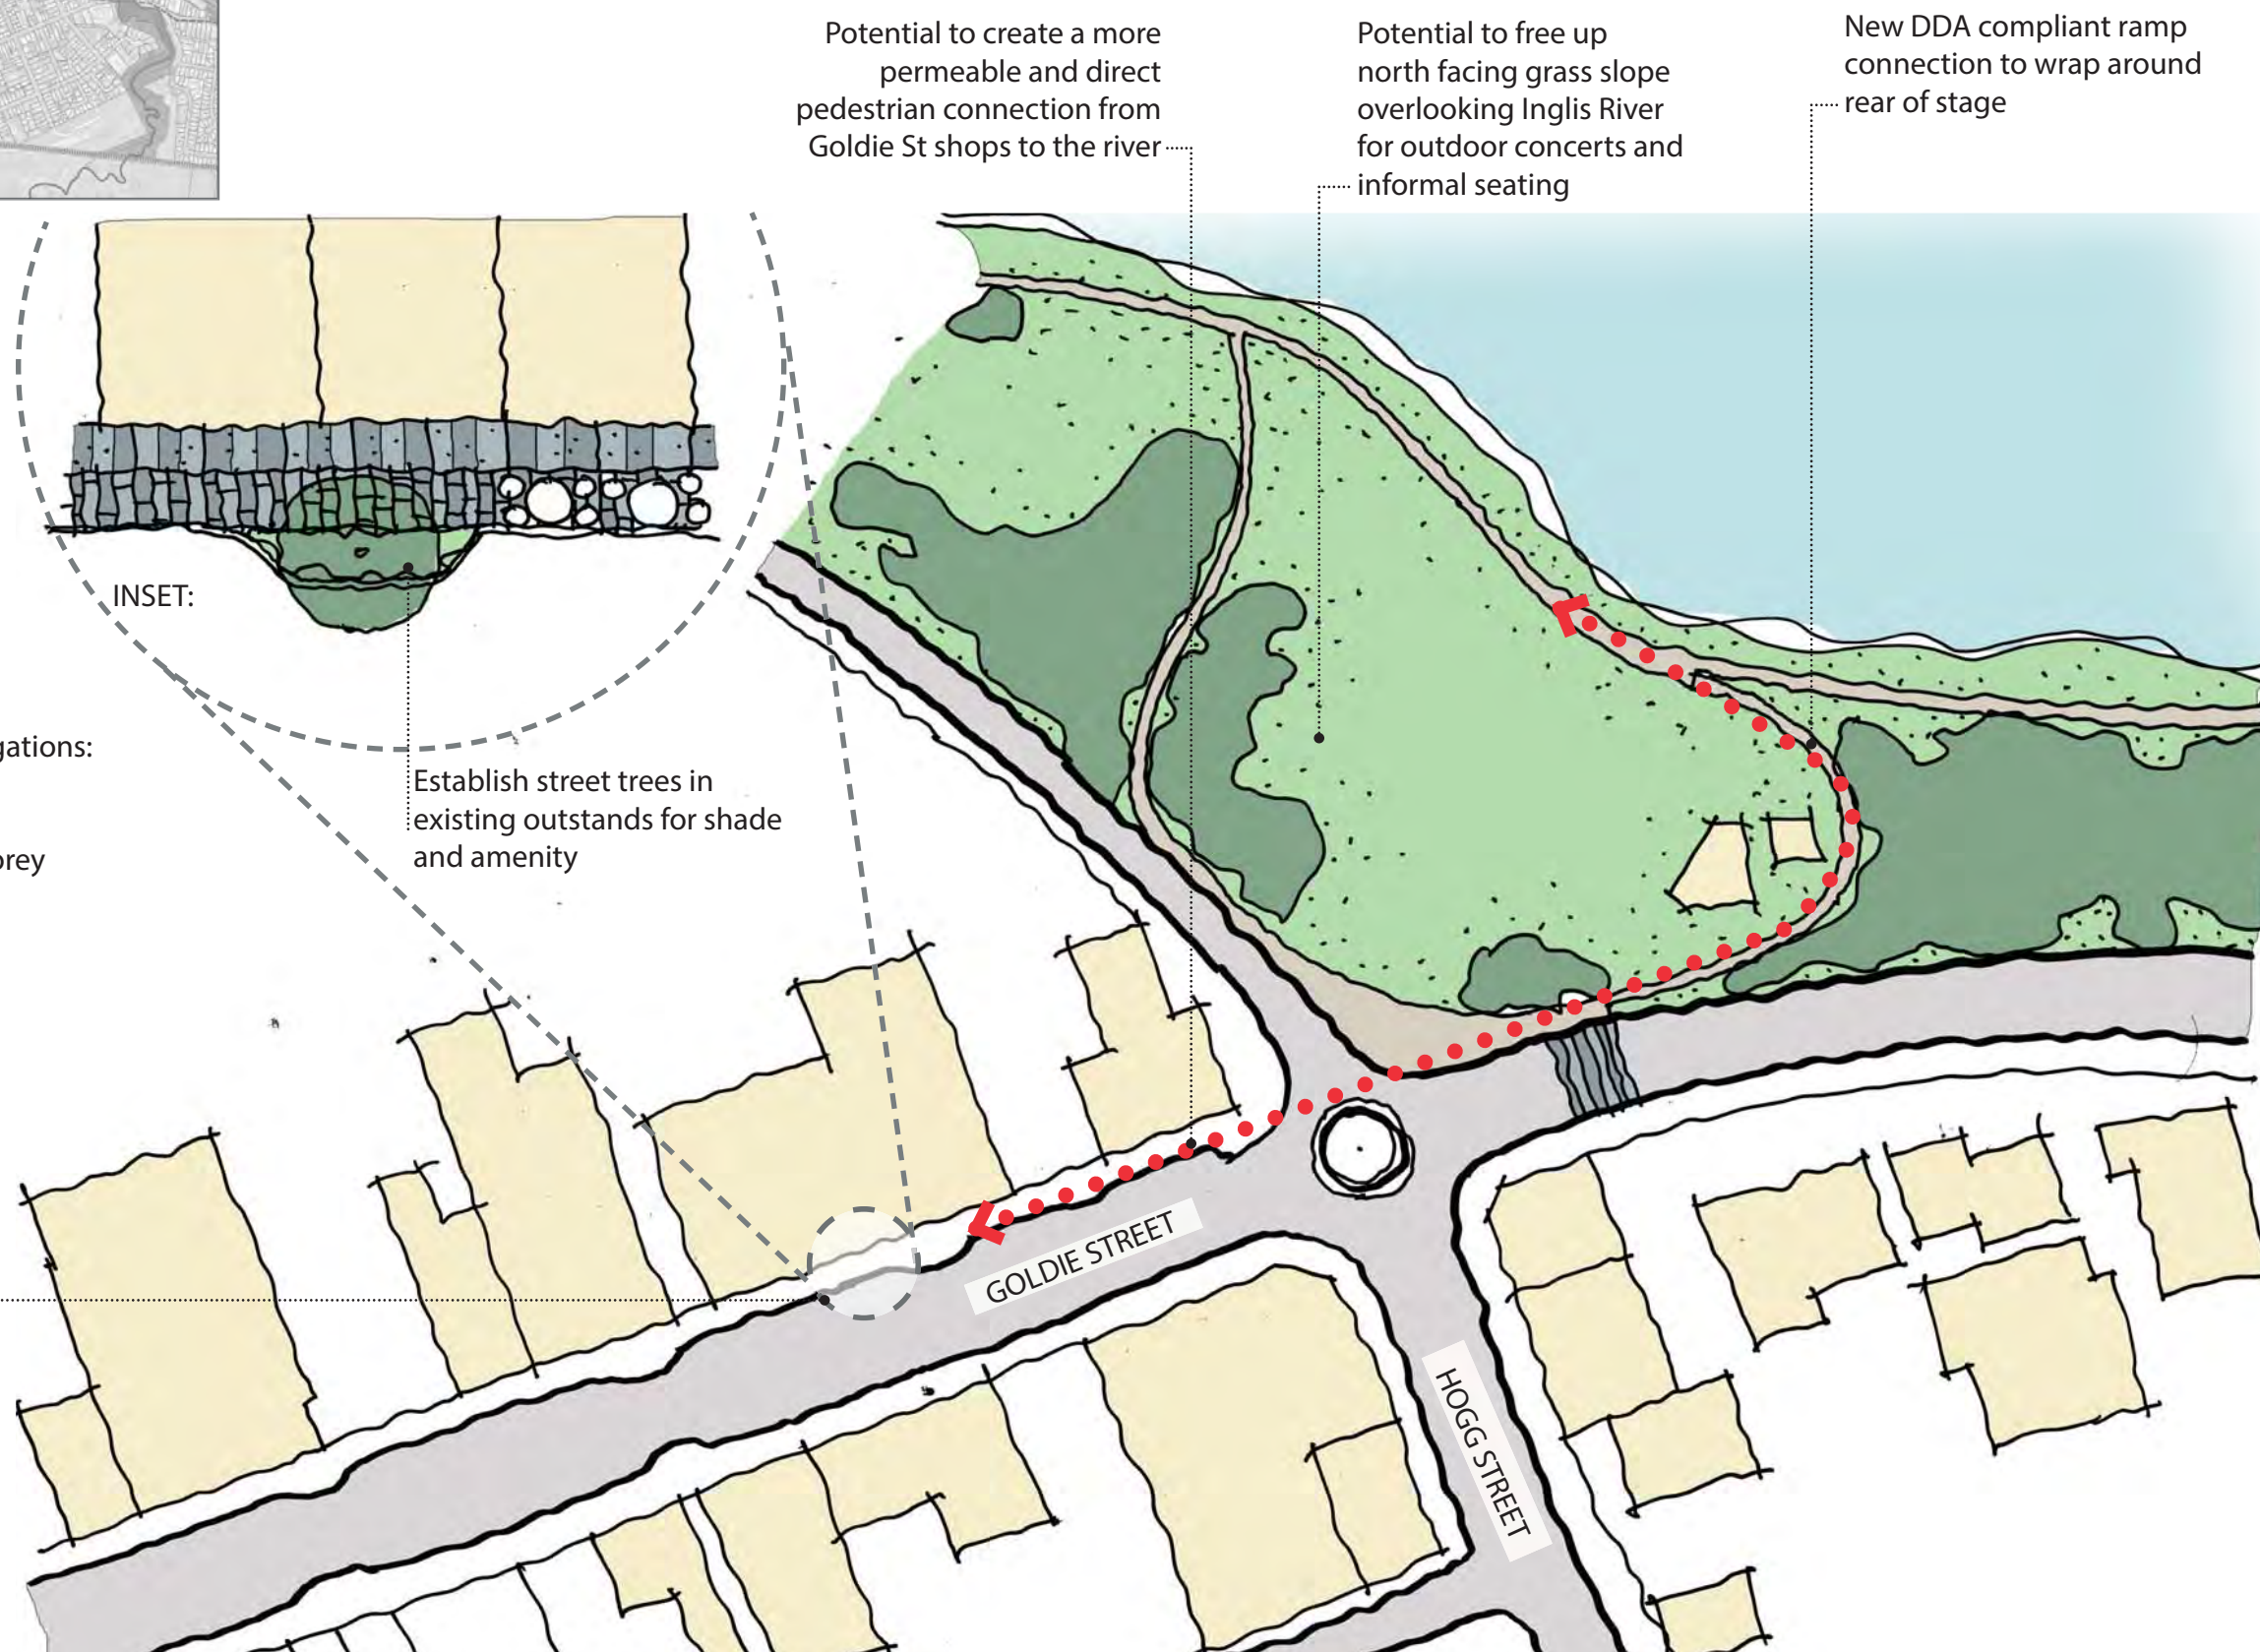 Potential to create a more
permeable and direct
pedestrian connection from
Goldie St shops to the river
Potential to free up
north facing grass slope
overlooking Inglis River
for outdoor concerts and
informal seating
New DDA compliant ramp
connection to wrap around
rear of stage
INSET:
gations:
orey
Establish street trees in
existing outstands for shade
and amenity
GOLDIE STREET
HOGG STREET